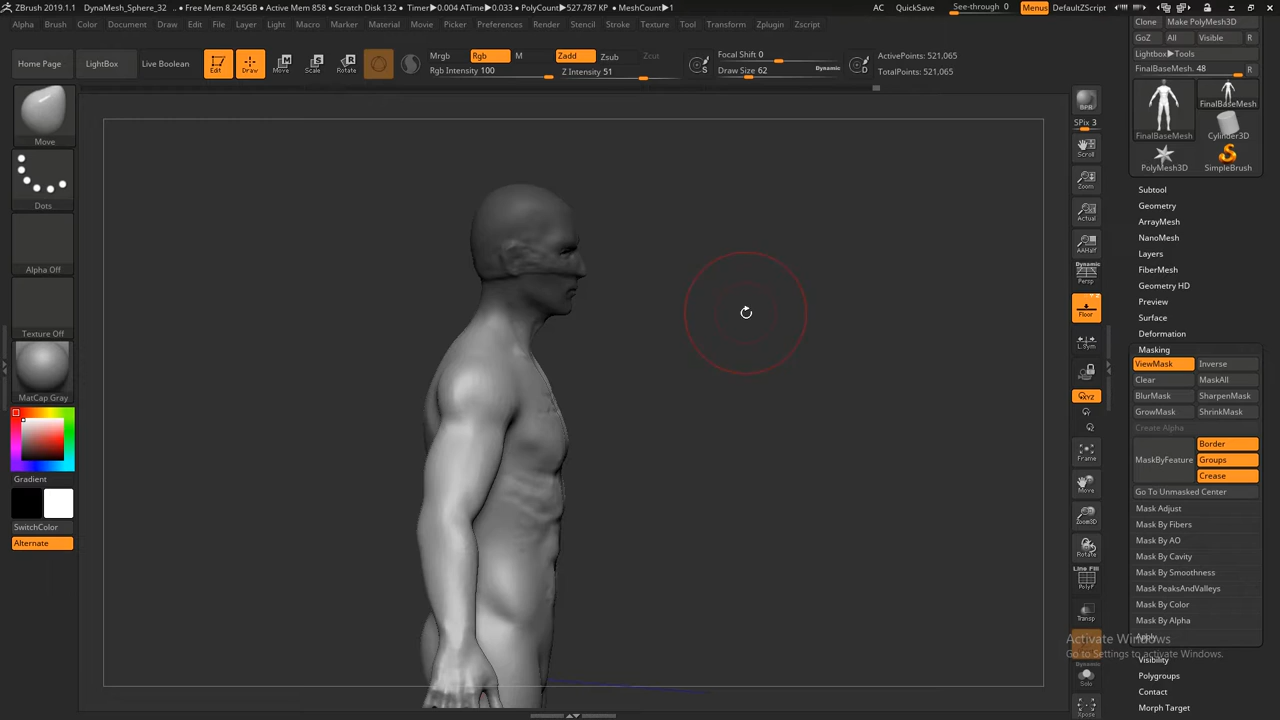 ZBrush 2019.1.1 DynaMesh_Sphere_32 .. ● Free Mem 8.245GB ● Active Mem 858 ● Scratch Disk 132 ● Timer▶0.004 ATime▶0.033 ● PolyCount▶527.787 KP ● MeshCount▶1 AC QuickSave See-through 0 Menus DefaultZScript
Alpha Brush Color Document Draw Edit File Layer Light Macro Marker Material Movie Picker Preferences Render Stencil Stroke Texture Tool Transform Zplugin Zscript
Home Page LightBox Live Boolean Edit Draw Move Scale Rotate
Mrgb Rgb M Zadd Zsub Zcut
Rgb Intensity 100 Z Intensity 51
Focal Shift 0
Draw Size 62 Dynamic
S D
ActivePoints: 521,065
TotalPoints: 521,065
Move
Dots
Alpha Off
Texture Off
MatCap Gray
Gradient
SwitchColor
Alternate
BPR
SPix 3
Scroll
Zoom
Actual
AAHalf
Dynamic
Persp
Floor
L.Sym
XYZ
Frame
Move
Zoom3D
Rotate
Line Fill
PolyF
Transp
Dynamic
Solo
Xpose
Clone Make PolyMesh3D
GoZ All Visible R
Lightbox▶Tools
FinalBaseMesh. 48 R
FinalBaseMesh FinalBaseMesh
Cylinder3D
PolyMesh3D SimpleBrush
Subtool
Geometry
ArrayMesh
NanoMesh
Layers
FiberMesh
Geometry HD
Preview
Surface
Deformation
Masking
ViewMask Inverse
Clear MaskAll
BlurMask SharpenMask
GrowMask ShrinkMask
Create Alpha
MaskByFeature Border
Groups
Crease
Go To Unmasked Center
Mask Adjust
Mask By Fibers
Mask By AO
Mask By Cavity
Mask By Smoothness
Mask PeaksAndValleys
Mask By Color
Mask By Alpha
Apply
Activate Windows
Go to Settings to activate Windows.
Visibility
Polygroups
Contact
Morph Target